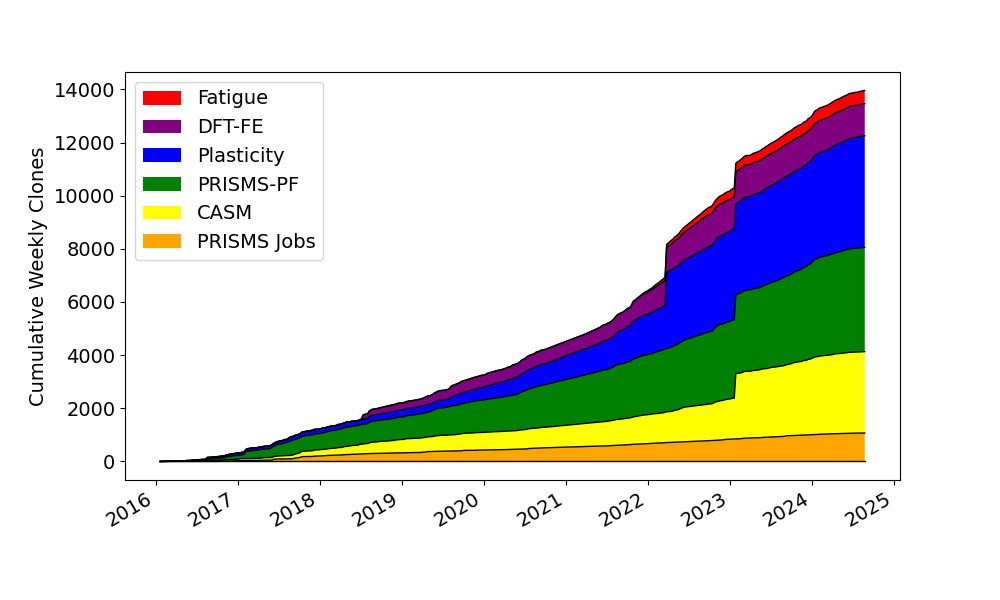 14000
12000
10000
8000
6000
4000
2000
0
Cumulative Weekly Clones
Fatigue
DFT-FE
Plasticity
PRISMS-PF
CASM
PRISMS Jobs
2016
2017
2018
2019
2020
2021
2022
2023
2024
2025